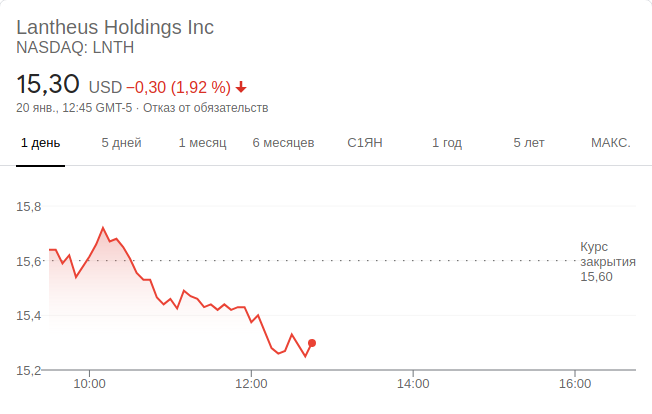 Lantheus Holdings Inc
NASDAQ: LNTH
15,30 USD −0,30 (1,92 %)
20 янв., 12:45 GMT-5 · Отказ от обязательств
1 день 5 дней 1 месяц 6 месяцев С1ЯН 1 год 5 лет МАКС.
15,8
15,6
15,4
15,2
Курс
закрытия
15,60
10:00 12:00 14:00 16:00